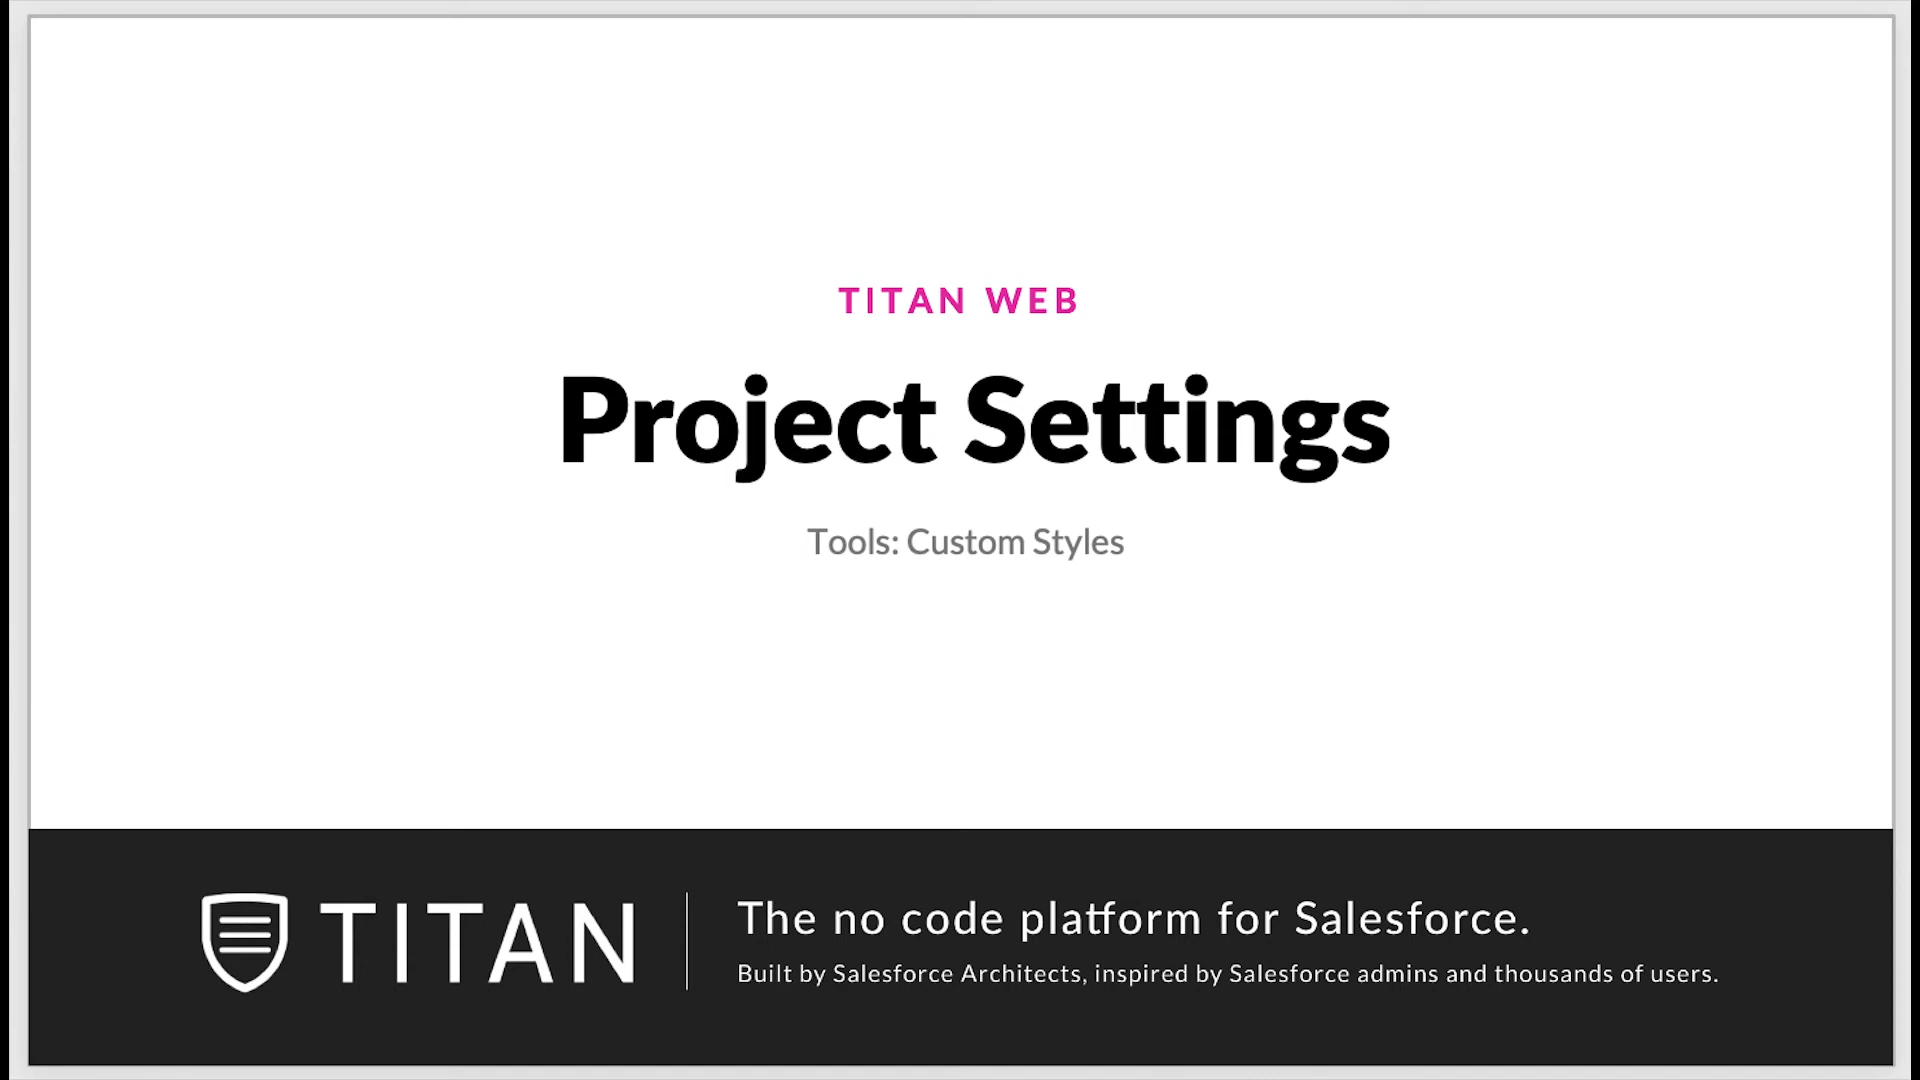 TITAN WEB
Project Settings
Tools: Custom Styles
TITAN
The no code platform for Salesforce.
Built by Salesforce Architects, inspired by Salesforce admins and thousands of users.